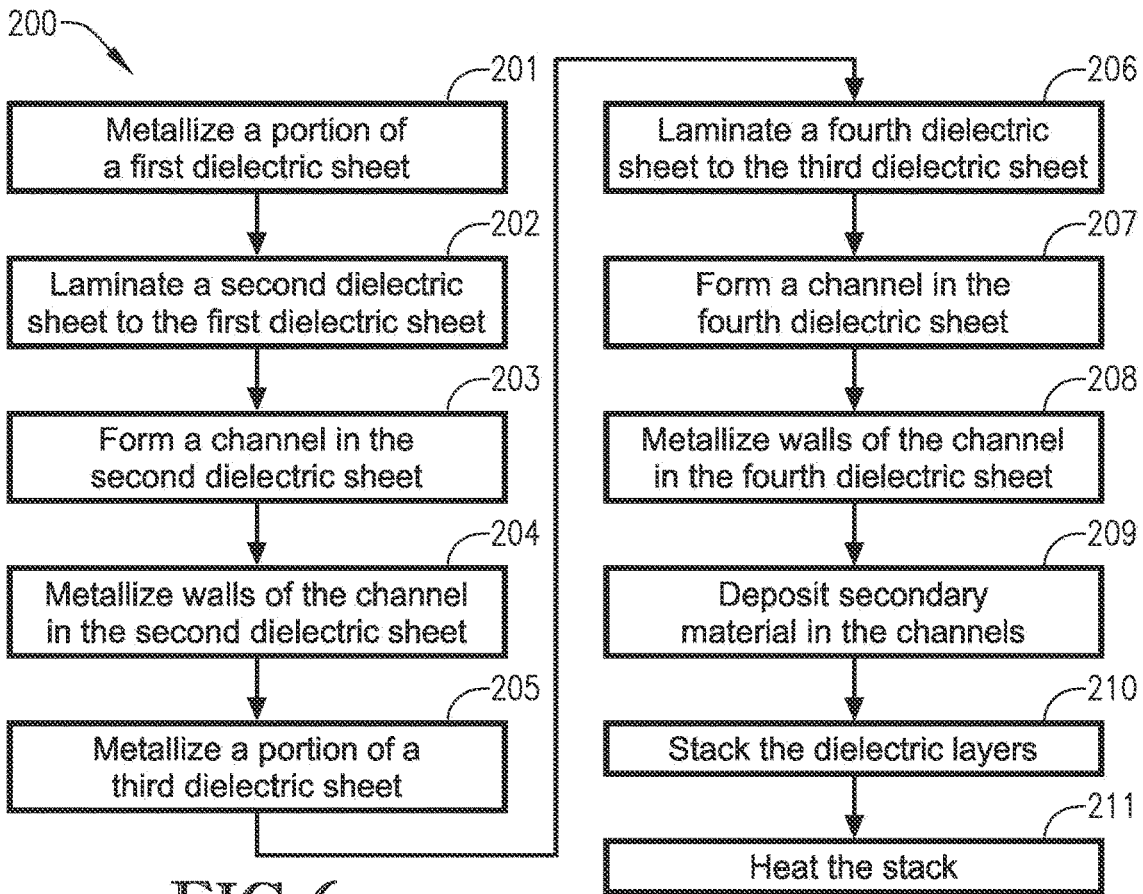 200
201
Metallize a portion of
a first dielectric sheet
202
Laminate a second dielectric
sheet to the first dielectric sheet
203
Form a channel in the
second dielectric sheet
204
Metallize walls of the channel
in the second dielectric sheet
205
Metallize a portion of a
third dielectric sheet
206
Laminate a fourth dielectric
sheet to the third dielectric sheet
207
Form a channel in the
fourth dielectric sheet
208
Metallize walls of the channel
in the fourth dielectric sheet
209
Deposit secondary
material in the channels
210
Stack the dielectric layers
211
Heat the stack
FIG 6